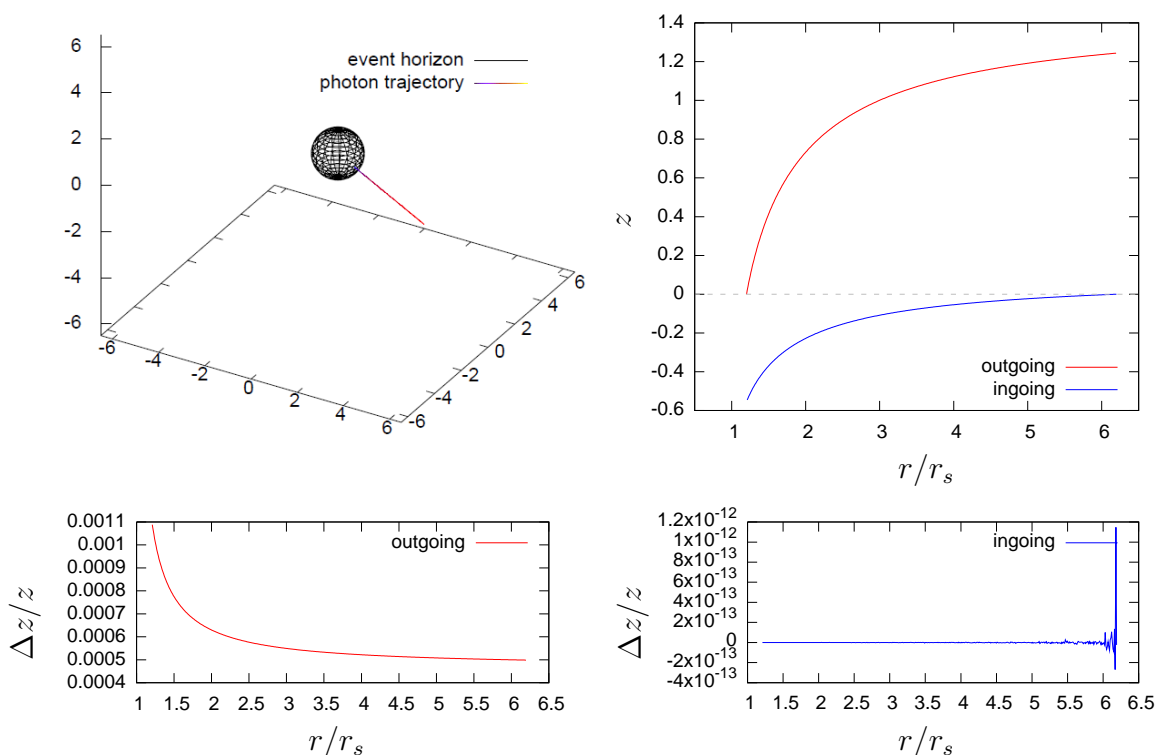 6
4
2
0
-2
-4
-6
event horizon
photon trajectory
-6
-4
-2
0
2
4
6
-6
-4
-2
0
2
4
6
1.4
1.2
1
0.8
0.6
0.4
0.2
0
-0.2
-0.4
-0.6
z
outgoing
ingoing
1 2 3 4 5 6
r/r_s
0.0011
0.001
0.0009
0.0008
0.0007
0.0006
0.0005
0.0004
Δz/z
outgoing
1 1.5 2 2.5 3 3.5 4 4.5 5 5.5 6 6.5
r/r_s
1.2x10^-12
1x10^-12
8x10^-13
6x10^-13
4x10^-13
2x10^-13
0
-2x10^-13
-4x10^-13
Δz/z
ingoing
1 1.5 2 2.5 3 3.5 4 4.5 5 5.5 6 6.5
r/r_s